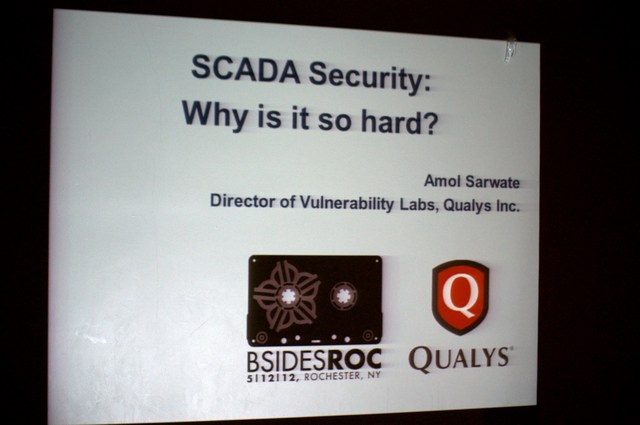 SCADA Security:
Why is it so hard?
Amol Sarwate
Director of Vulnerability Labs, Qualys Inc.
Q
BSIDESROC
5|12|12, ROCHESTER, NY
QUALYS®